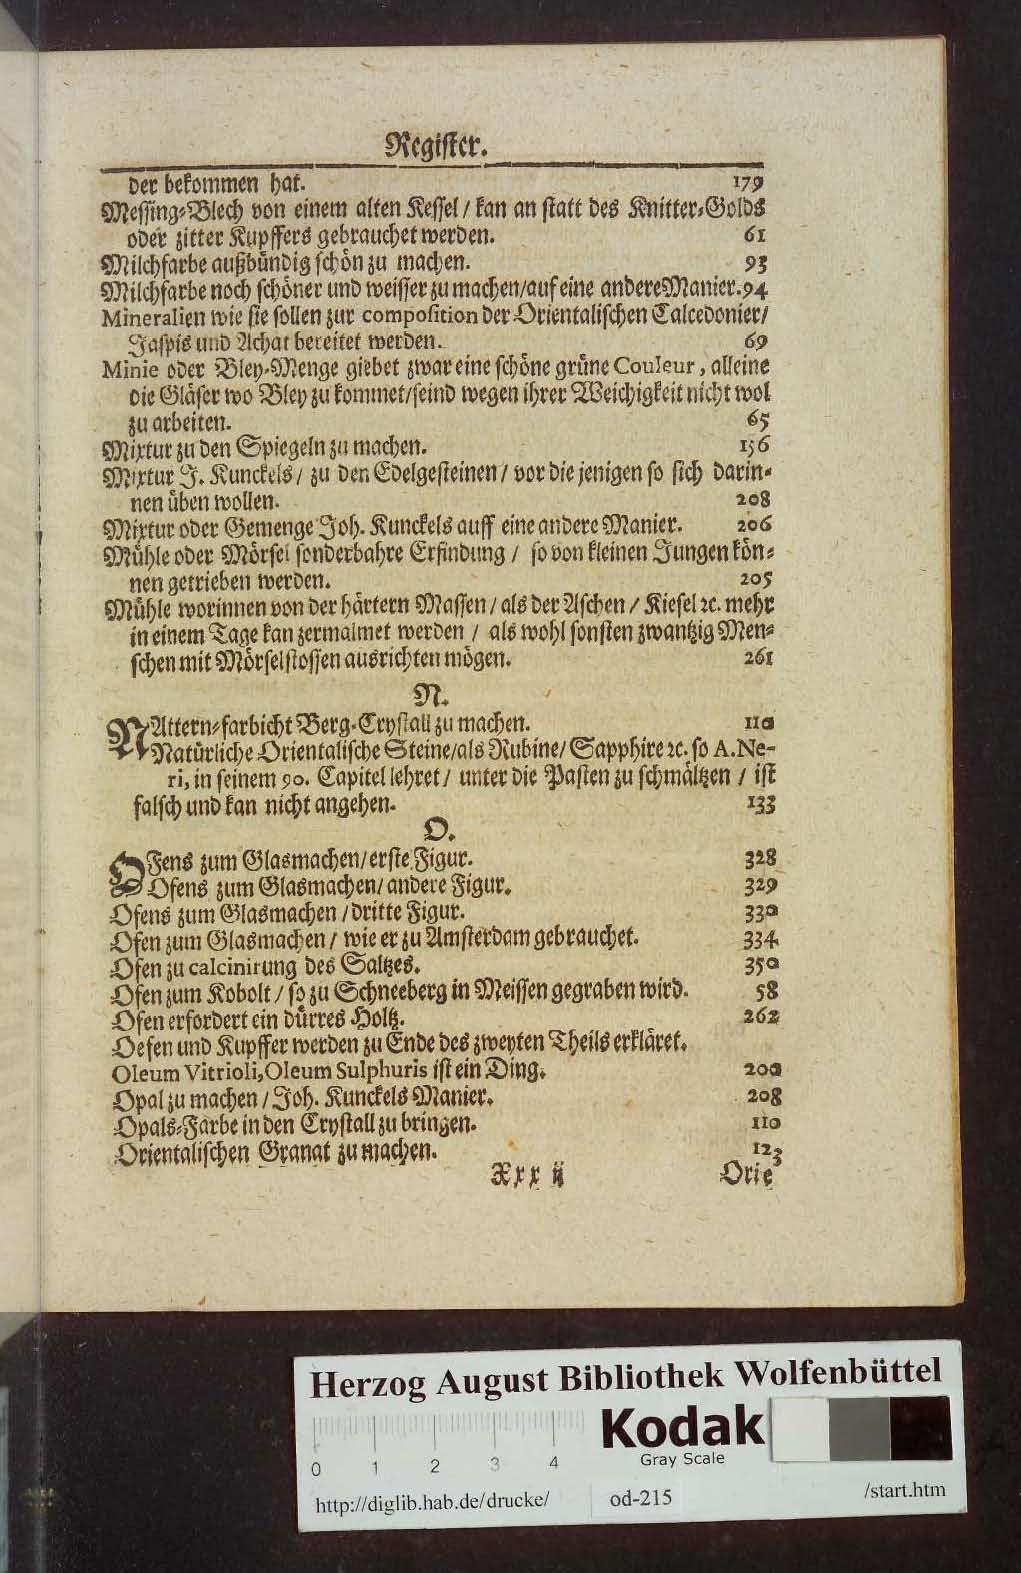 Register.
der bekommen hat. 179
Messing-Blech von einem alten Kessel / kan an statt des Knitter-Golds
oder zitter Kupffers gebrauchet werden. 61
Milchfarbe außbündig schön zu machen. 93
Milchfarbe noch schöner und weisser zu machen/auf eine andere Manier. 94
Mineralien wie sie sollen zur composition der Orientalischen Calcedonier/
Jaspis und Achat bereitet werden. 69
Minie oder Bley-Menge giebet zwar eine schöne grüne Couleur, alleine
die Gläser wo Bley zu kommet/seind wegen ihrer Weichigkeit nicht wol
zu arbeiten. 65
Mixtur zu den Spiegeln zu machen. 156
Mixtur J. Kunckels / zu den Edelgesteinen / vor die jenigen so sich darin-
nen üben wollen. 208
Mixtur oder Gemenge Joh. Kunckels auff eine andere Manier. 206
Mühle oder Mörsel sonderbahre Erfindung / so von kleinen Jungen kön-
nen getrieben werden. 205
Mühle worinnen von der härtern Massen / als der Aschen / Kiesel ꝛc. mehr
in einem Tage kan zermalmet werden / als wohl sonsten zwantzig Men-
schen mit Mörselstossen ausrichten mögen. 261
N.
NAttern-farbicht Berg-Crystall zu machen. 110
Natürliche Orientalische Steine/als Rubine/ Sapphire ꝛc. so A. Ne-
ri, in seinem 90. Capitel lehret / unter die Pasten zu schmältzen / ist
falsch und kan nicht angehen. 133
O.
OFens zum Glasmachen/erste Figur. 328
Ofens zum Glasmachen/andere Figur. 329
Ofens zum Glasmachen / dritte Figur. 330
Ofen zum Glasmachen / wie er zu Amsterdam gebrauchet. 334
Ofen zu calcinirung des Saltzes. 350
Ofen zum Kobolt / so zu Schneeberg in Meissen gegraben wird. 58
Ofen erfordert ein dürres Holtz. 262
Oefen und Kupffer werden zu Ende des zweyten Theils erkläret.
Oleum Vitrioli, Oleum Sulphuris ist ein Ding. 200
Opal zu machen / Joh. Kunckels Manier. 208
Opals-Farbe in den Crystall zu bringen. 110
Orientalischen Granat zu machen. 123
Xxx ij Orie
Herzog August Bibliothek Wolfenbüttel
Kodak
Gray Scale
0 1 2 3 4
http://diglib.hab.de/drucke/ od-215 /start.htm